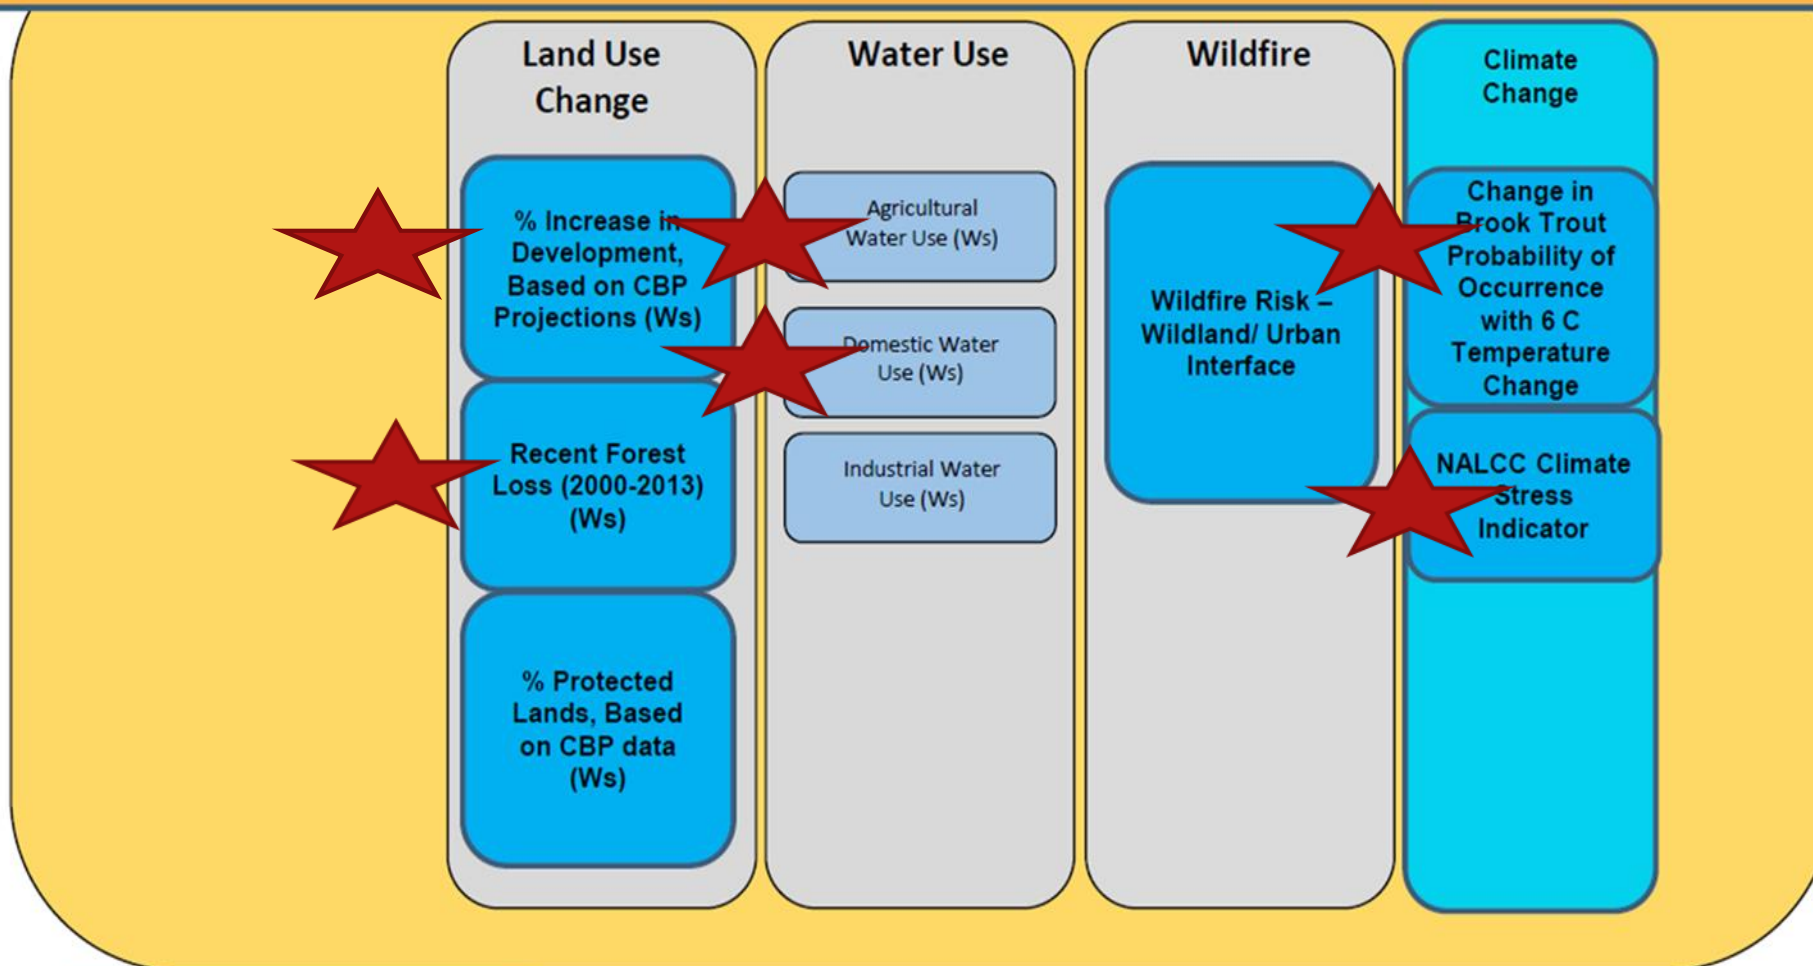 Land Use
Change
% Increase in
Development,
Based on CBP
Projections (Ws)
Recent Forest
Loss (2000-2013)
(Ws)
% Protected
Lands, Based
on CBP data
(Ws)
Water Use
Agricultural
Water Use (Ws)
Domestic Water
Use (Ws)
Industrial Water
Use (Ws)
Wildfire
Wildfire Risk –
Wildland/ Urban
Interface
Climate
Change
Change in
Brook Trout
Probability of
Occurrence
with 6 C
Temperature
Change
NALCC Climate
Stress
Indicator